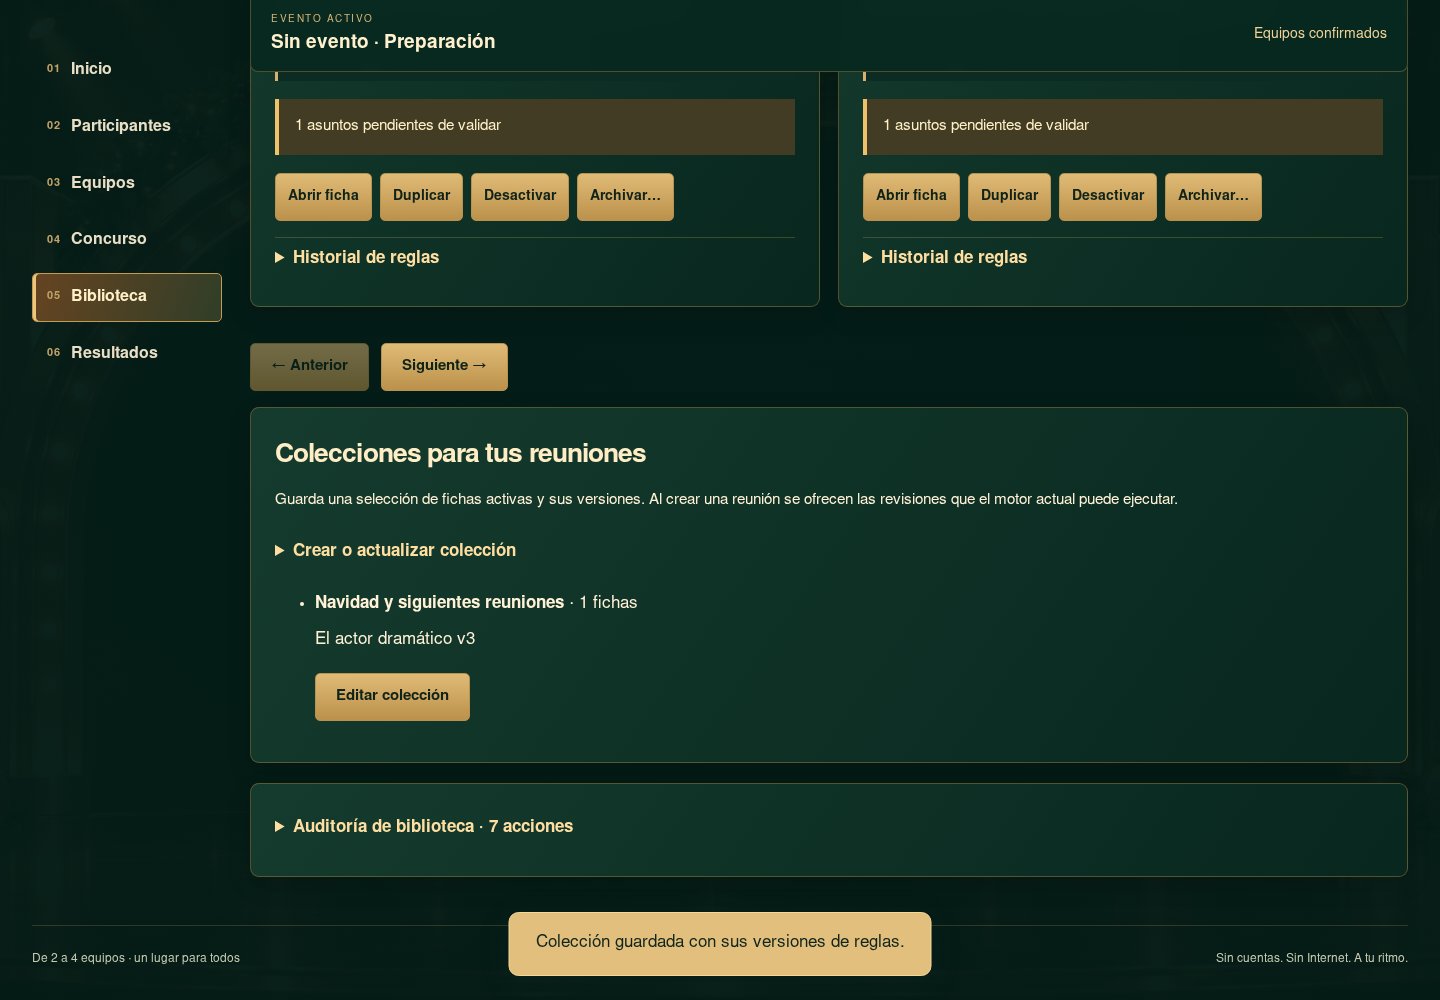 EVENTO ACTIVO
Sin evento · Preparación
Equipos confirmados
01 Inicio
02 Participantes
03 Equipos
04 Concurso
05 Biblioteca
06 Resultados
1 asuntos pendientes de validar
Abrir ficha Duplicar Desactivar Archivar…
▶ Historial de reglas
1 asuntos pendientes de validar
Abrir ficha Duplicar Desactivar Archivar…
▶ Historial de reglas
← Anterior Siguiente →
Colecciones para tus reuniones
Guarda una selección de fichas activas y sus versiones. Al crear una reunión se ofrecen las revisiones que el motor actual puede ejecutar.
▶ Crear o actualizar colección
• Navidad y siguientes reuniones · 1 fichas
El actor dramático v3
Editar colección
▶ Auditoría de biblioteca · 7 acciones
Colección guardada con sus versiones de reglas.
De 2 a 4 equipos · un lugar para todos
Sin cuentas. Sin Internet. A tu ritmo.